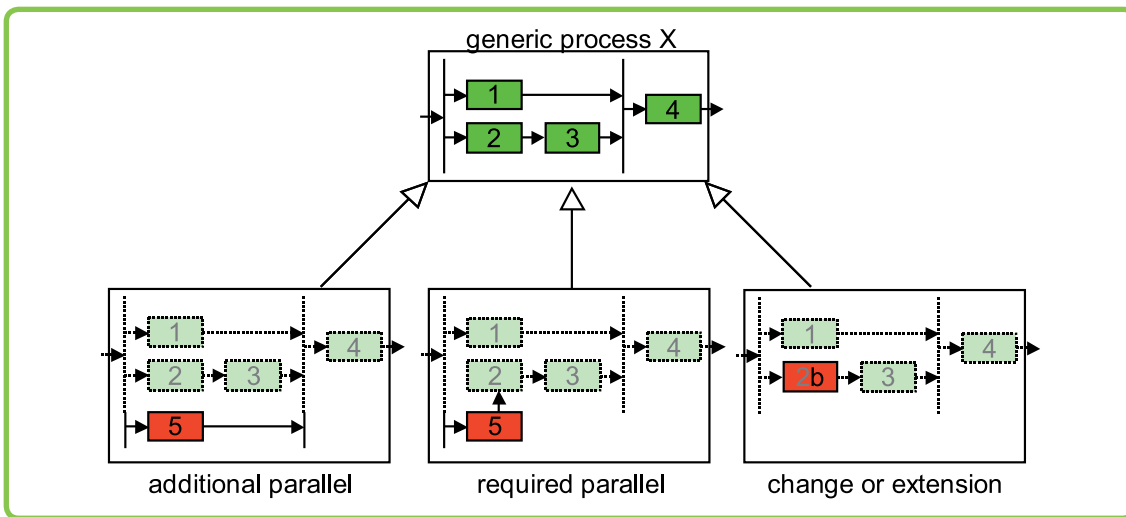 generic process X
1
4
2 3
1
4
2 3
5
additional parallel
1
4
2 3
5
required parallel
1
4
2b 3
change or extension